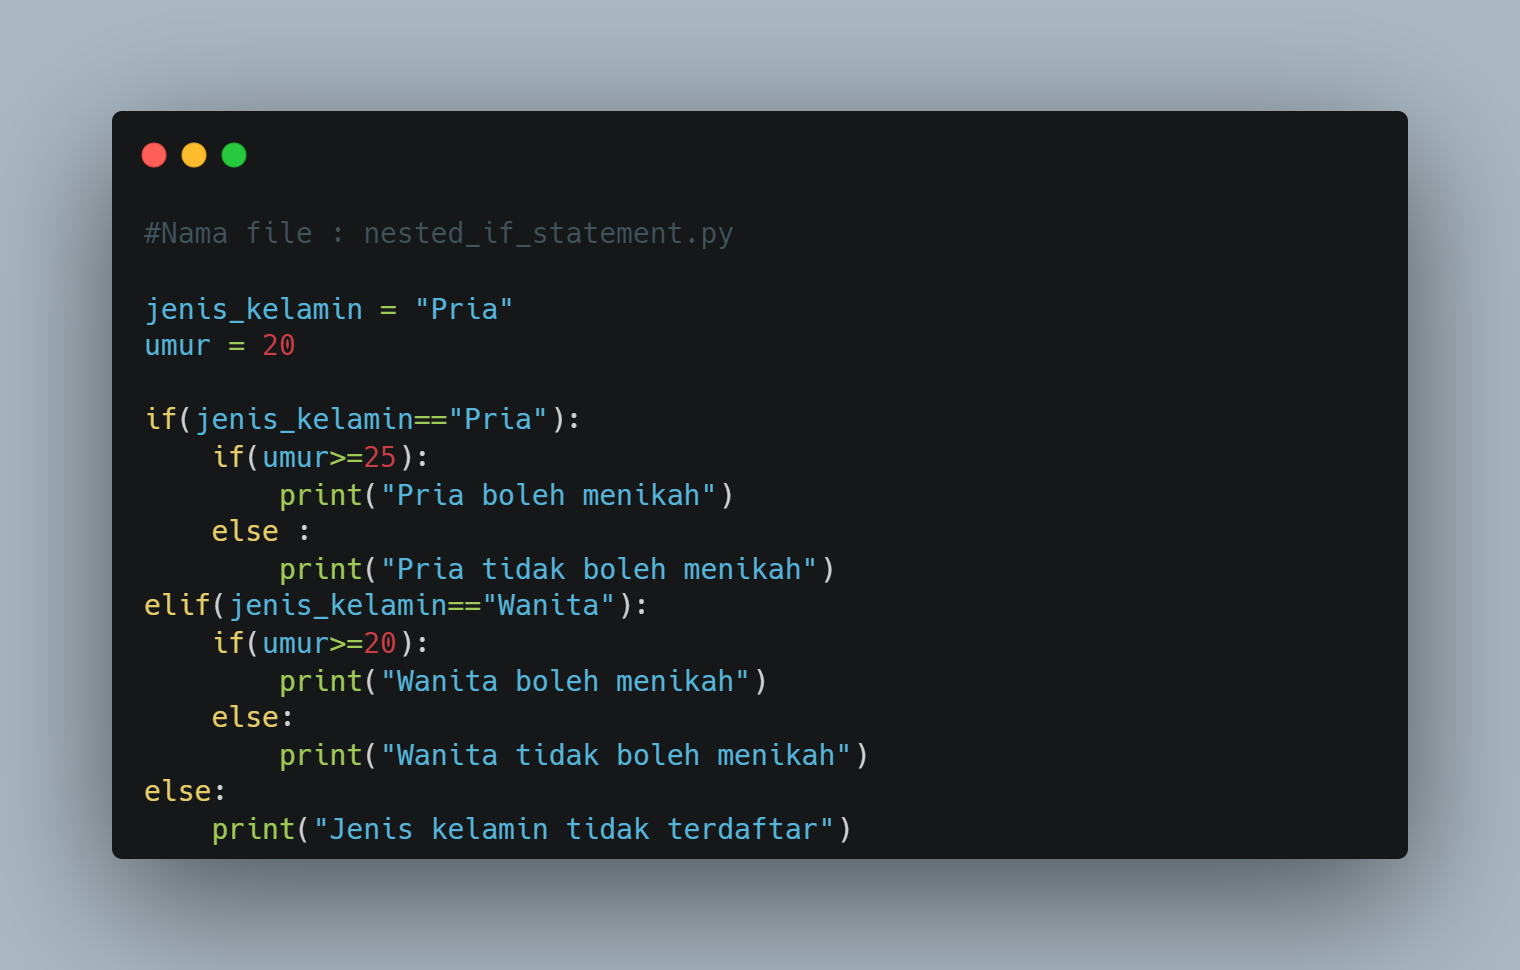 #Nama file : nested_if_statement.py

jenis_kelamin = "Pria"
umur = 20

if(jenis_kelamin=="Pria"):
    if(umur>=25):
        print("Pria boleh menikah")
    else :
        print("Pria tidak boleh menikah")
elif(jenis_kelamin=="Wanita"):
    if(umur>=20):
        print("Wanita boleh menikah")
    else:
        print("Wanita tidak boleh menikah")
else:
    print("Jenis kelamin tidak terdaftar")